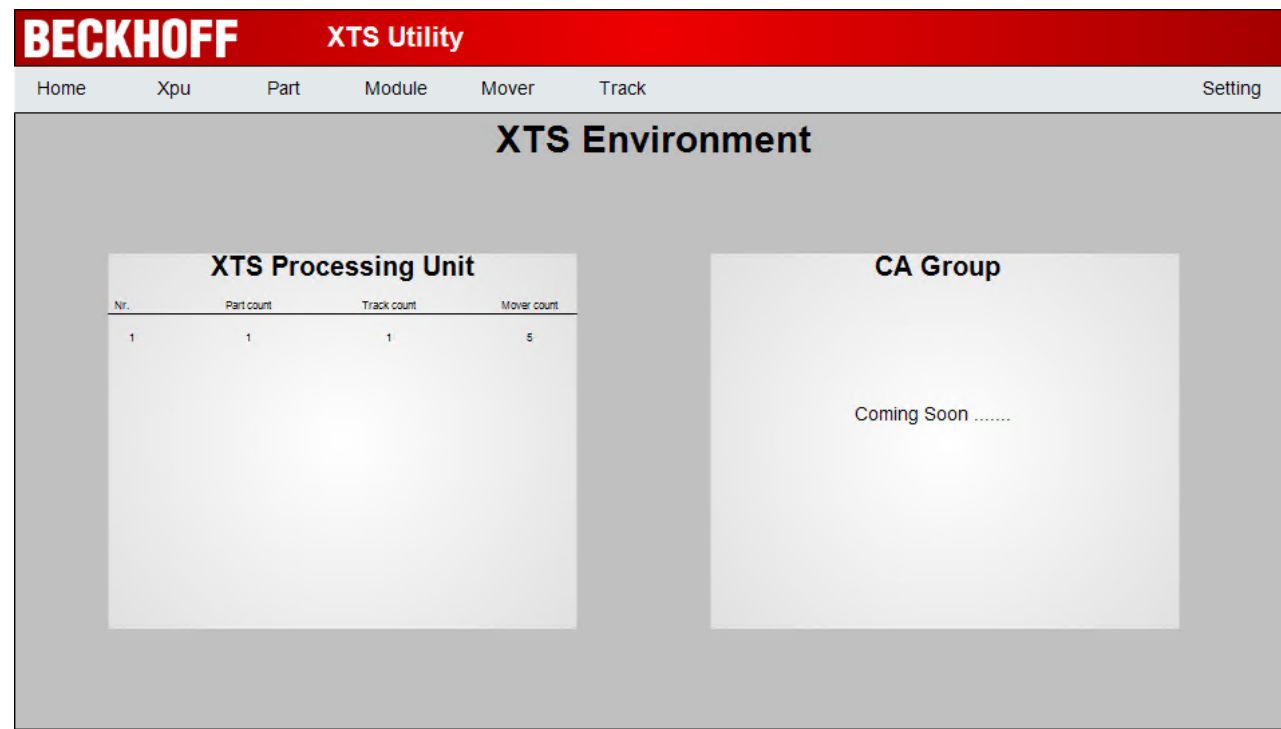 BECKHOFF XTS Utility
Home Xpu Part Module Mover Track Setting
XTS Environment
XTS Processing Unit
Nr. Part count Track count Mover count
1 1 1 5
CA Group
Coming Soon .......